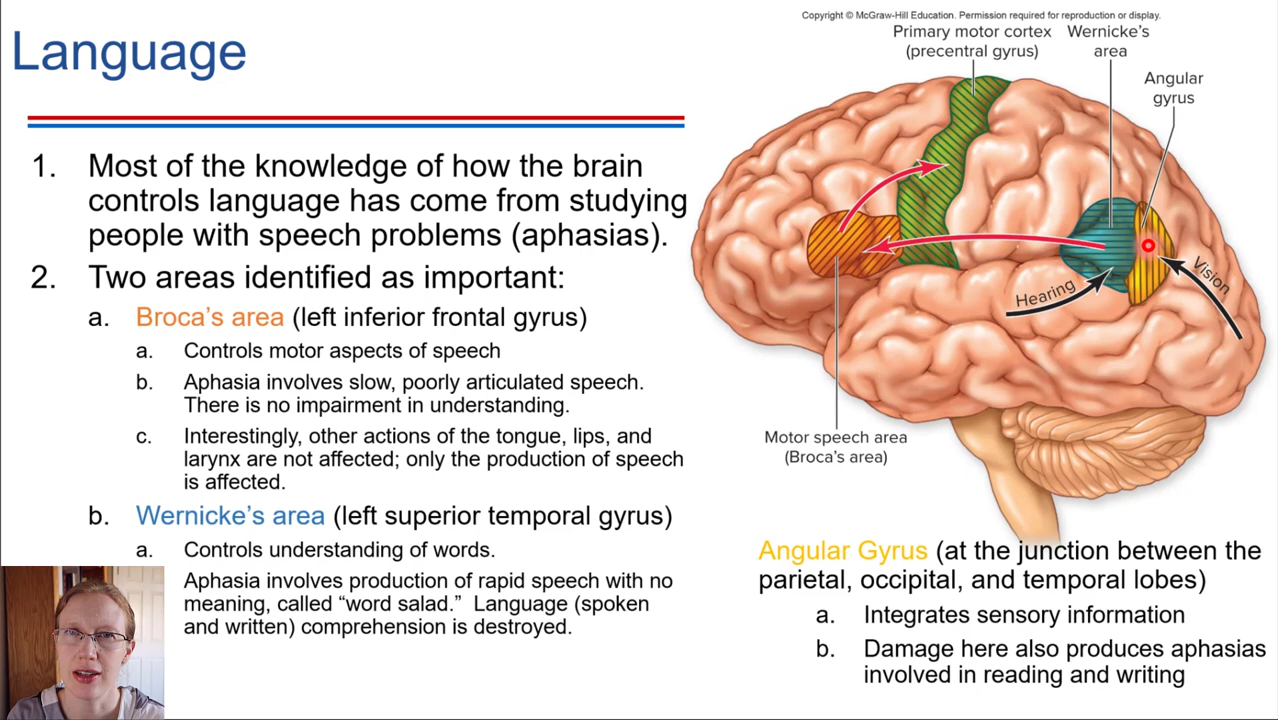 Language
1. Most of the knowledge of how the brain
controls language has come from studying
people with speech problems (aphasias).
2. Two areas identified as important:
a. Broca's area (left inferior frontal gyrus)
a. Controls motor aspects of speech
b. Aphasia involves slow, poorly articulated speech.
There is no impairment in understanding.
c. Interestingly, other actions of the tongue, lips, and
larynx are not affected; only the production of speech
is affected.
b. Wernicke's area (left superior temporal gyrus)
a. Controls understanding of words.
Aphasia involves production of rapid speech with no
meaning, called “word salad.” Language (spoken
and written) comprehension is destroyed.
Copyright © McGraw-Hill Education. Permission required for reproduction or display.
Primary motor cortex
(precentral gyrus)
Wernicke's
area
Angular
gyrus
Hearing
Vision
Motor speech area
(Broca's area)
Angular Gyrus (at the junction between the
parietal, occipital, and temporal lobes)
a. Integrates sensory information
b. Damage here also produces aphasias
involved in reading and writing